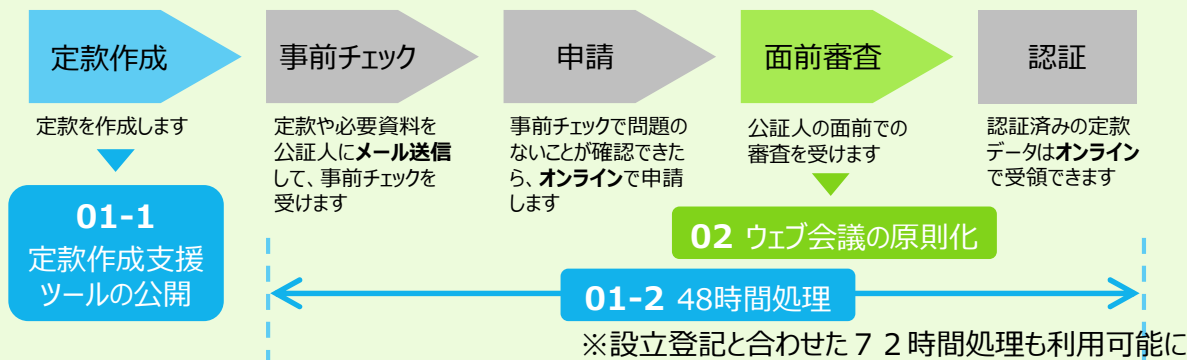 定款作成
事前チェック
申請
面前審査
認証
定款を作成します
定款や必要資料を
公証人にメール送信
して、事前チェックを
受けます
事前チェックで問題の
ないことが確認できた
ら、オンラインで申請
します
公証人の面前での
審査を受けます
認証済みの定款
データはオンライン
で受領できます
01-1
定款作成支援
ツールの公開
02 ウェブ会議の原則化
01-2 48時間処理
※設立登記と合わせた７２時間処理も利用可能に